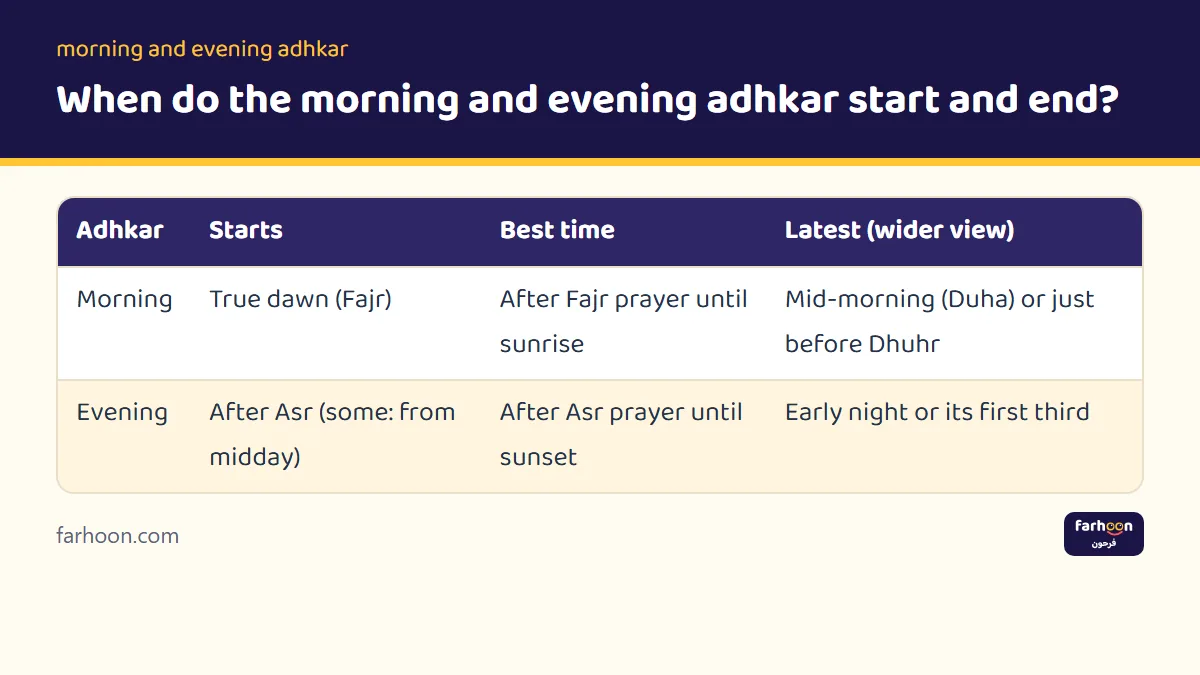 morning and evening adhkar
When do the morning and evening adhkar start and end?
Adhkar Starts Best time Latest (wider view)
Morning True dawn (Fajr) After Fajr prayer until Mid-morning (Duha) or just
sunrise before Dhuhr
Evening After Asr (some: from After Asr prayer until Early night or its first third
midday) sunset
farhoon.com
farhoon
فرحون